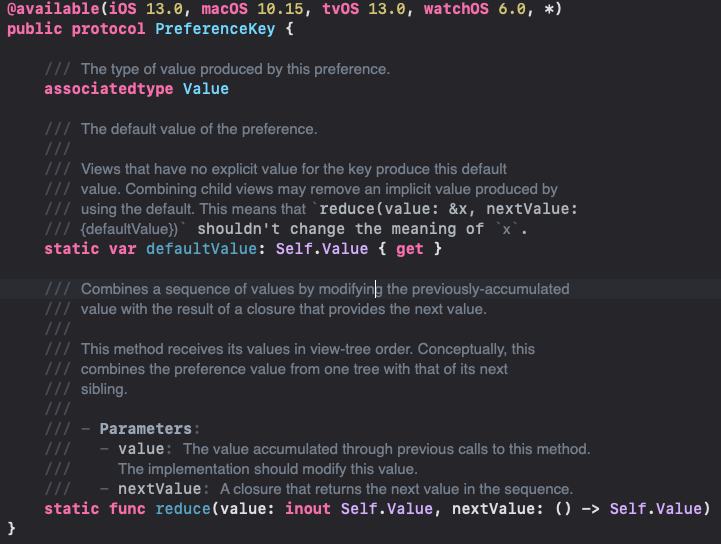 @available(iOS 13.0, macOS 10.15, tvOS 13.0, watchOS 6.0, *)
public protocol PreferenceKey {
/// The type of value produced by this preference.
associatedtype Value
/// The default value of the preference.
///
/// Views that have no explicit value for the key produce this default
/// value. Combining child views may remove an implicit value produced by
/// using the default. This means that `reduce(value: &x, nextValue:
/// {defaultValue})` shouldn't change the meaning of `x`.
static var defaultValue: Self.Value { get }
/// Combines a sequence of values by modifying the previously-accumulated
/// value with the result of a closure that provides the next value.
///
/// This method receives its values in view-tree order. Conceptually, this
/// combines the preference value from one tree with that of its next
/// sibling.
///
/// - Parameters:
///   - value: The value accumulated through previous calls to this method.
///     The implementation should modify this value.
///   - nextValue: A closure that returns the next value in the sequence.
static func reduce(value: inout Self.Value, nextValue: () -> Self.Value)
}